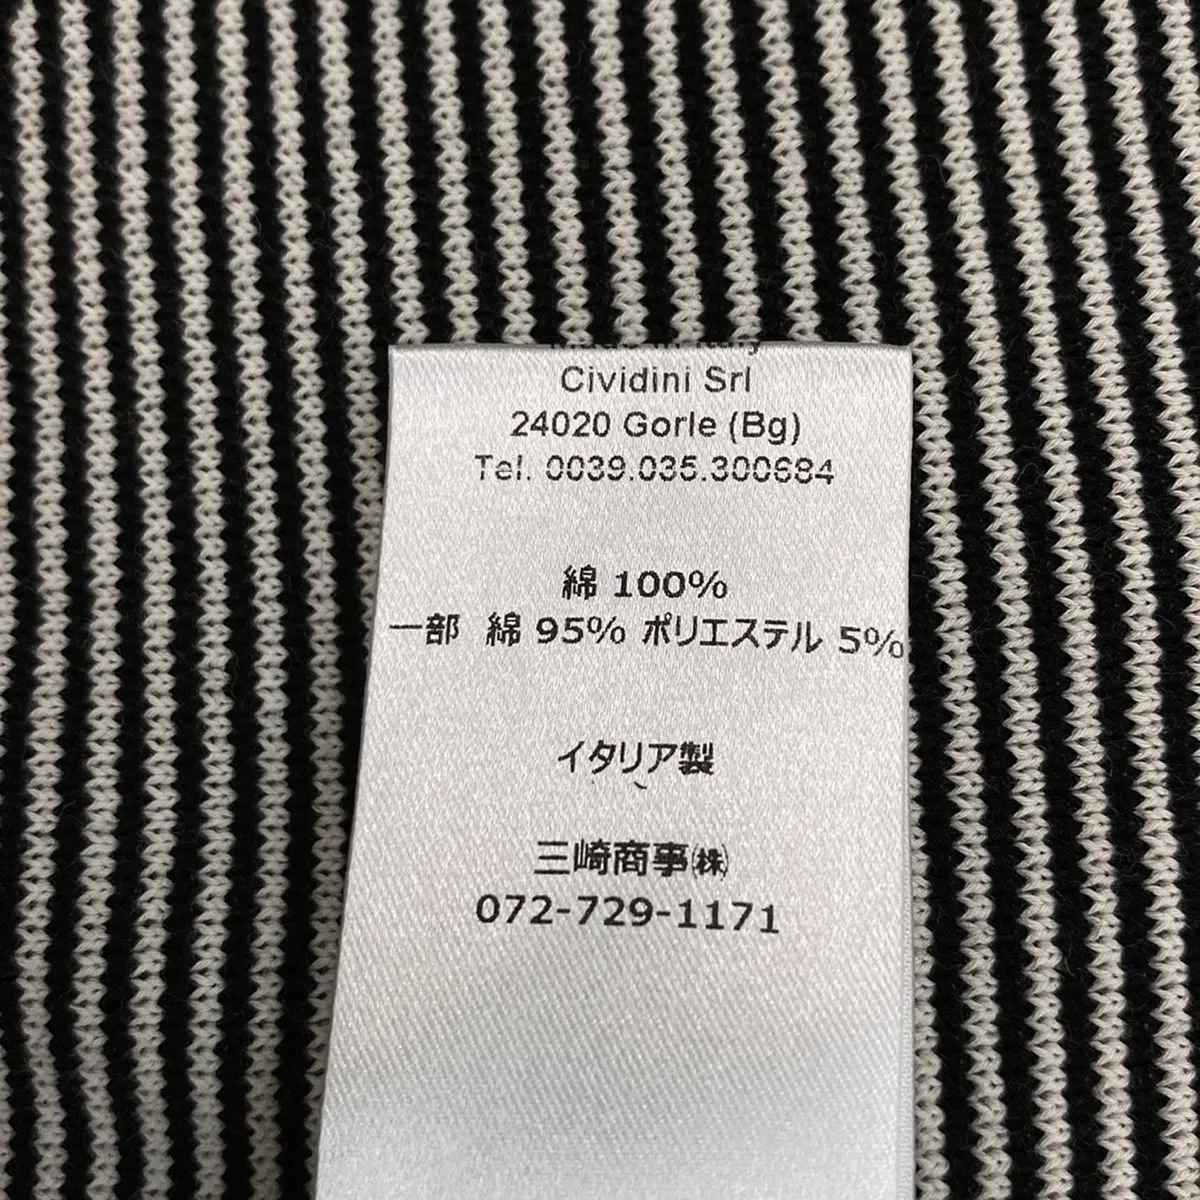 Cividini Srl
24020 Gorle (Bg)
Tel. 0039.035.300684
綿 100%
一部 綿 95% ポリエステル 5%
イタリア製
三崎商事㈱
072-729-1171